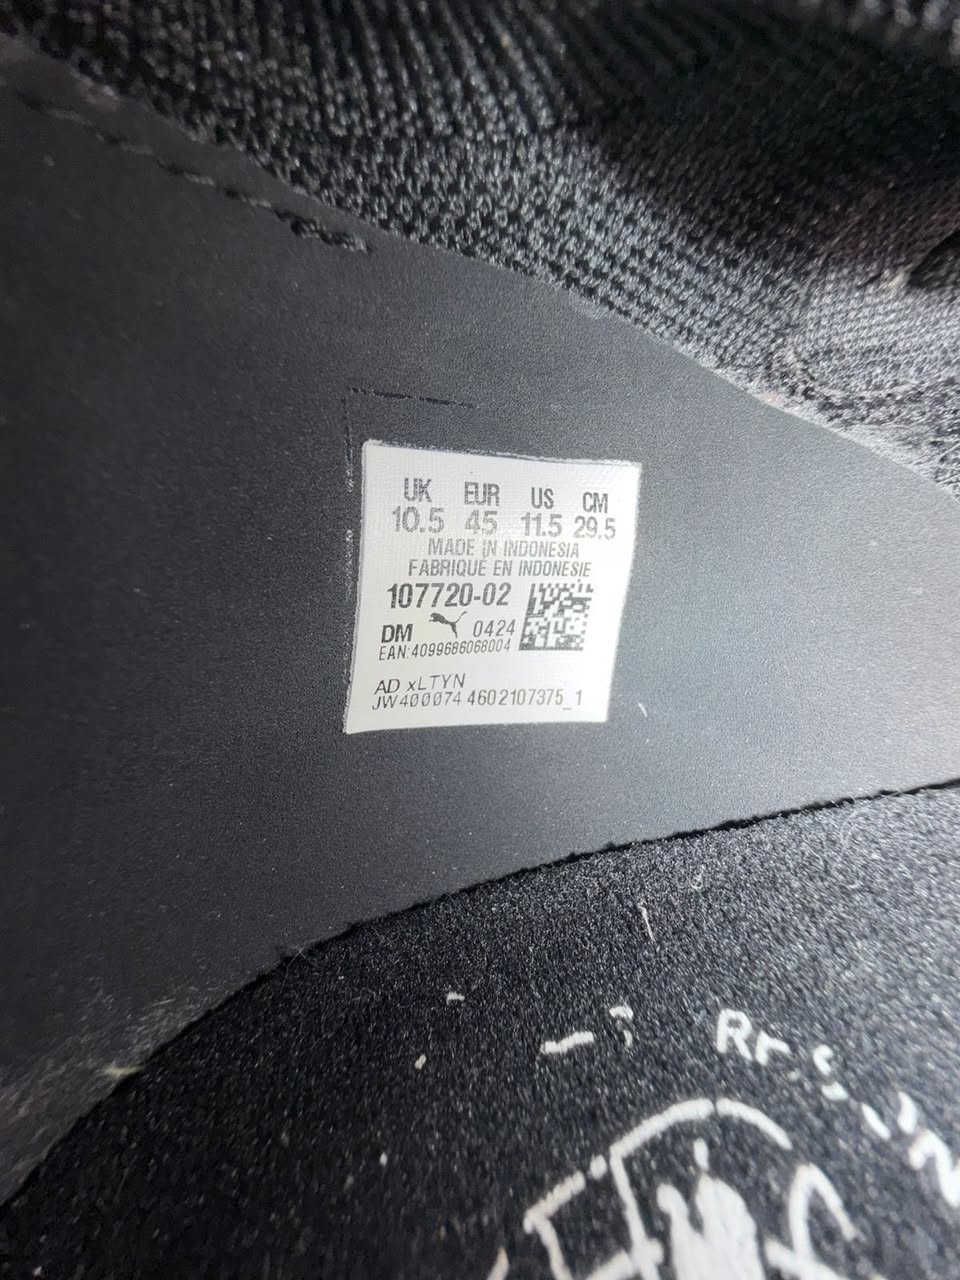 UK EUR US CM
10.5 45 11.5 29.5
MADE IN INDONESIA
FABRIQUÉ EN INDONESIE
107720-02
DM 0424
EAN:4099686068004
AD xLTYN
JW400074 4602107375_1